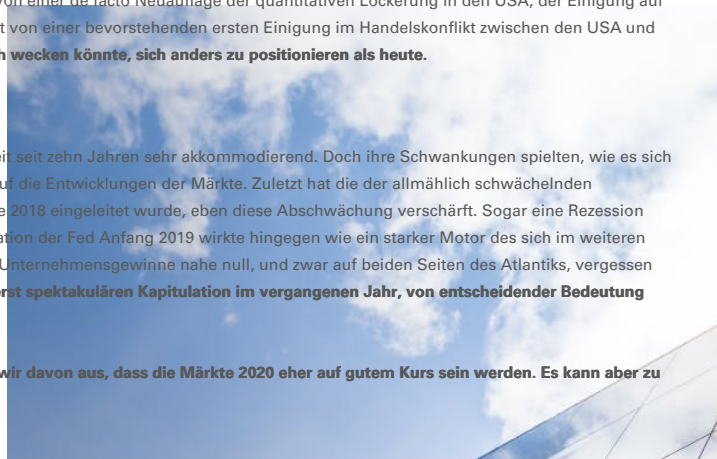 von einer de facto Neuauflage der quantitativen Lockerung in den USA, der Einigung auf
von einer bevorstehenden ersten Einigung im Handelskonflikt zwischen den USA und
wecken könnte, sich anders zu positionieren als heute.
seit zehn Jahren sehr akkommodierend. Doch ihre Schwankungen spielten, wie es sich
auf die Entwicklungen der Märkte. Zuletzt hat die der allmählich schwächelnden
2018 eingeleitet wurde, eben diese Abschwächung verschärft. Sogar eine Rezession
der Fed Anfang 2019 wirkte hingegen wie ein starker Motor des sich im weiteren
Unternehmensgewinne nahe null, und zwar auf beiden Seiten des Atlantiks, vergessen
spektakulären Kapitulation im vergangenen Jahr, von entscheidender Bedeutung
wir davon aus, dass die Märkte 2020 eher auf gutem Kurs sein werden. Es kann aber zu